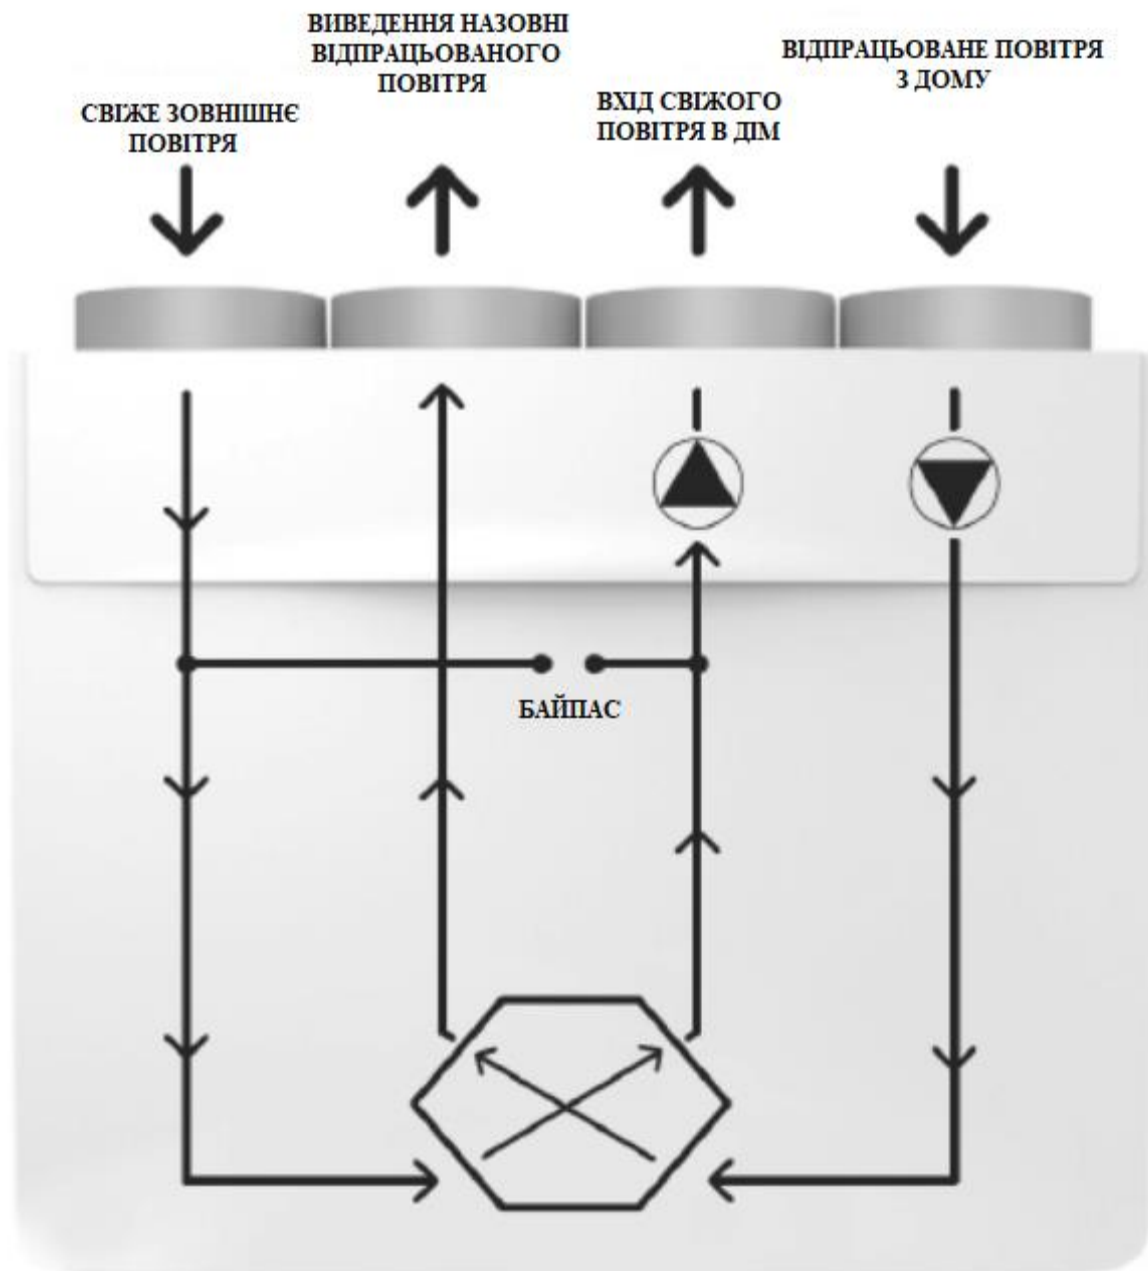 СВІЖЕ ЗОВНІШНЄ
ПОВІТРЯ
ВИВЕДЕННЯ НАЗОВНІ
ВІДПРАЦЬОВАНОГО
ПОВІТРЯ
ВХІД СВІЖОГО
ПОВІТРЯ В ДІМ
ВІДПРАЦЬОВАНЕ ПОВІТРЯ
З ДОМУ
БАЙПАС